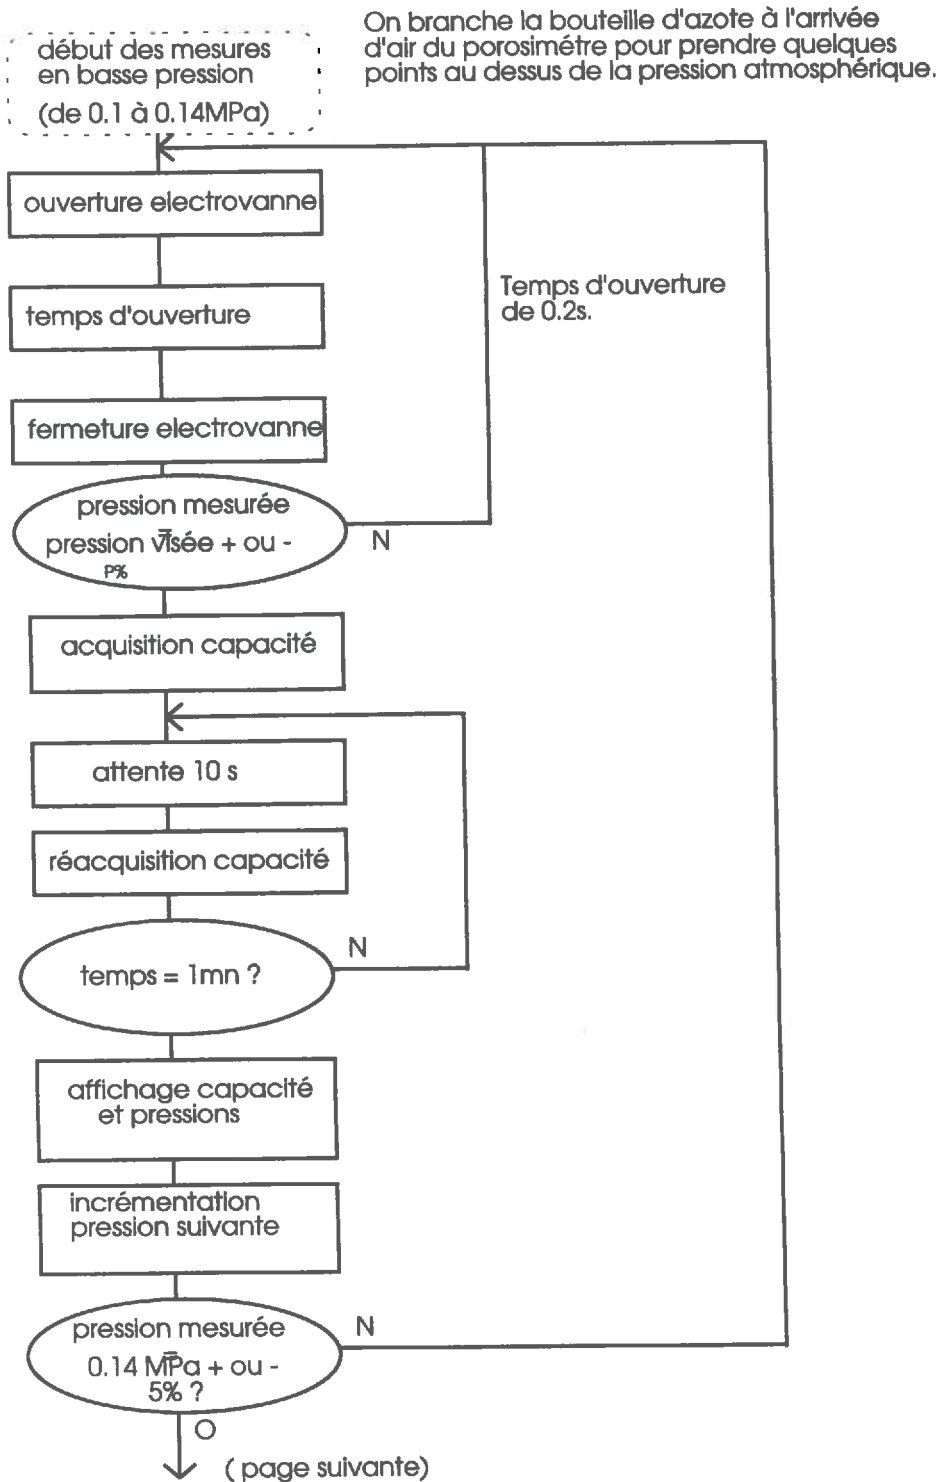 On branche la bouteille d'azote à l'arrivée
d'air du porosimétre pour prendre quelques
points au dessus de la pression atmosphérique.
début des mesures
en basse pression
(de 0.1 à 0.14MPa)
ouverture electrovanne
temps d'ouverture
Temps d'ouverture
de 0.2s.
fermeture electrovanne
pression mesurée
=
pression visée + ou -
P%
N
acquisition capacité
attente 10 s
réacquisition capacité
N
temps = 1mn ?
affichage capacité
et pressions
incrémentation
pression suivante
pression mesurée
=
0.14 MPa + ou -
5% ?
N
O
( page suivante)